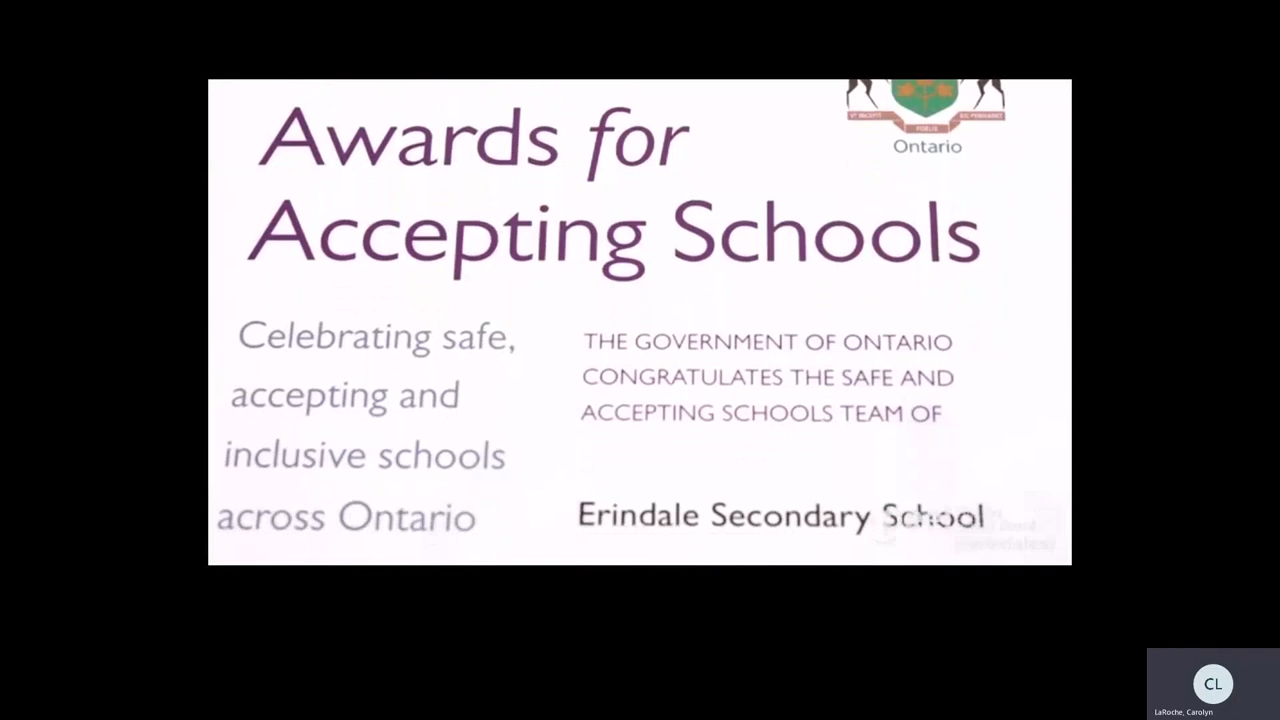 Awards for
Accepting Schools
Ontario
Celebrating safe,
accepting and
inclusive schools
across Ontario
THE GOVERNMENT OF ONTARIO
CONGRATULATES THE SAFE AND
ACCEPTING SCHOOLS TEAM OF
Erindale Secondary School
CL
LaRoche, Carolyn